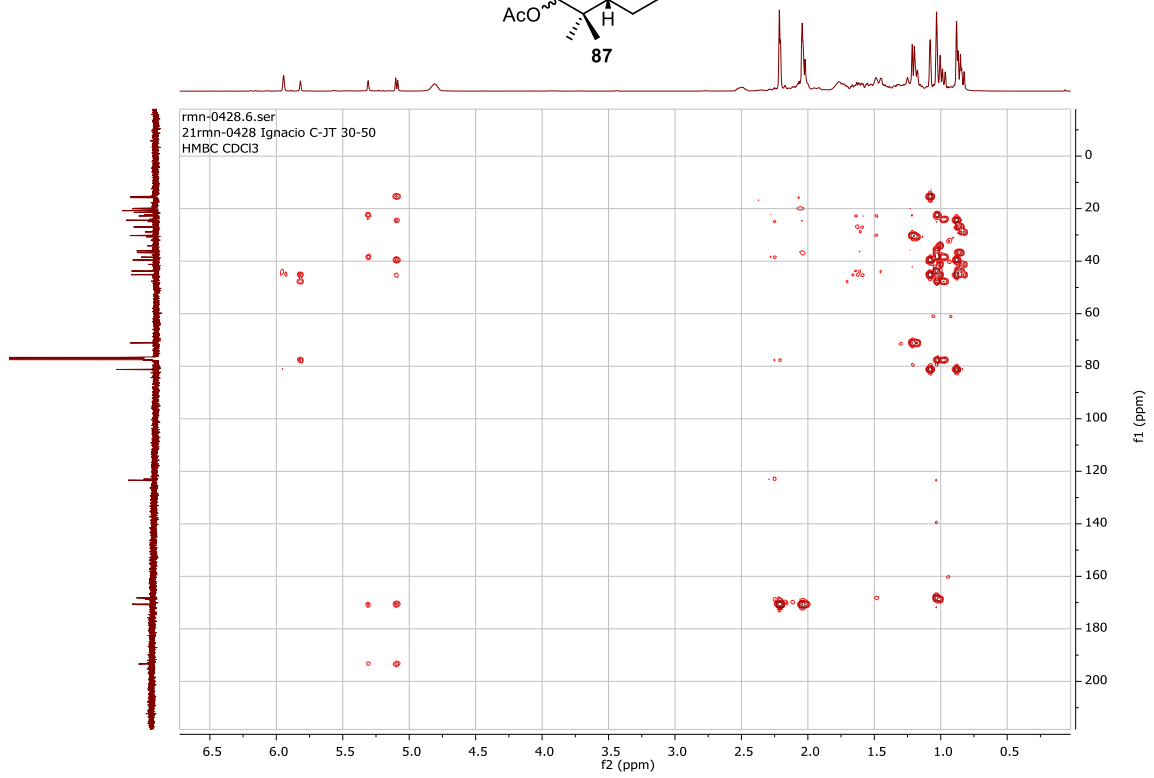 AcO
H
87
rmn-0428.6.ser
21rmn-0428 Ignacio C-JT 30-50
HMBC CDCl3
0
20
40
60
80
100
120
140
160
180
200
f1 (ppm)
6.5 6.0 5.5 5.0 4.5 4.0 3.5 3.0 2.5 2.0 1.5 1.0 0.5
f2 (ppm)